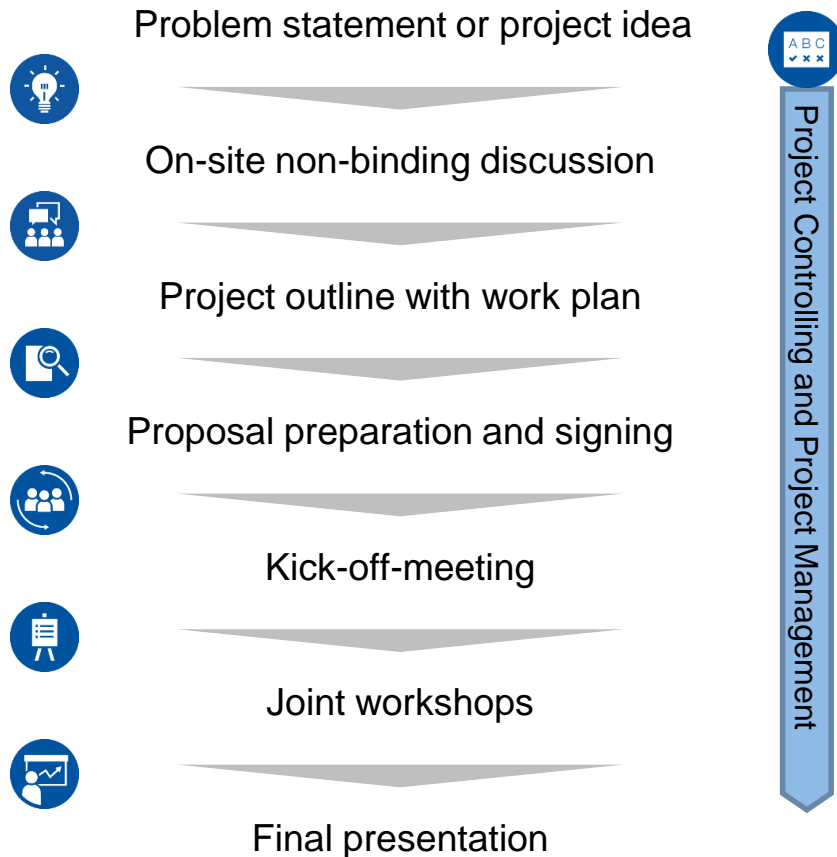 Problem statement or project idea
A B C
On-site non-binding discussion
Project outline with work plan
Proposal preparation and signing
Kick-off-meeting
Joint workshops
Final presentation
Project Controlling and Project Management